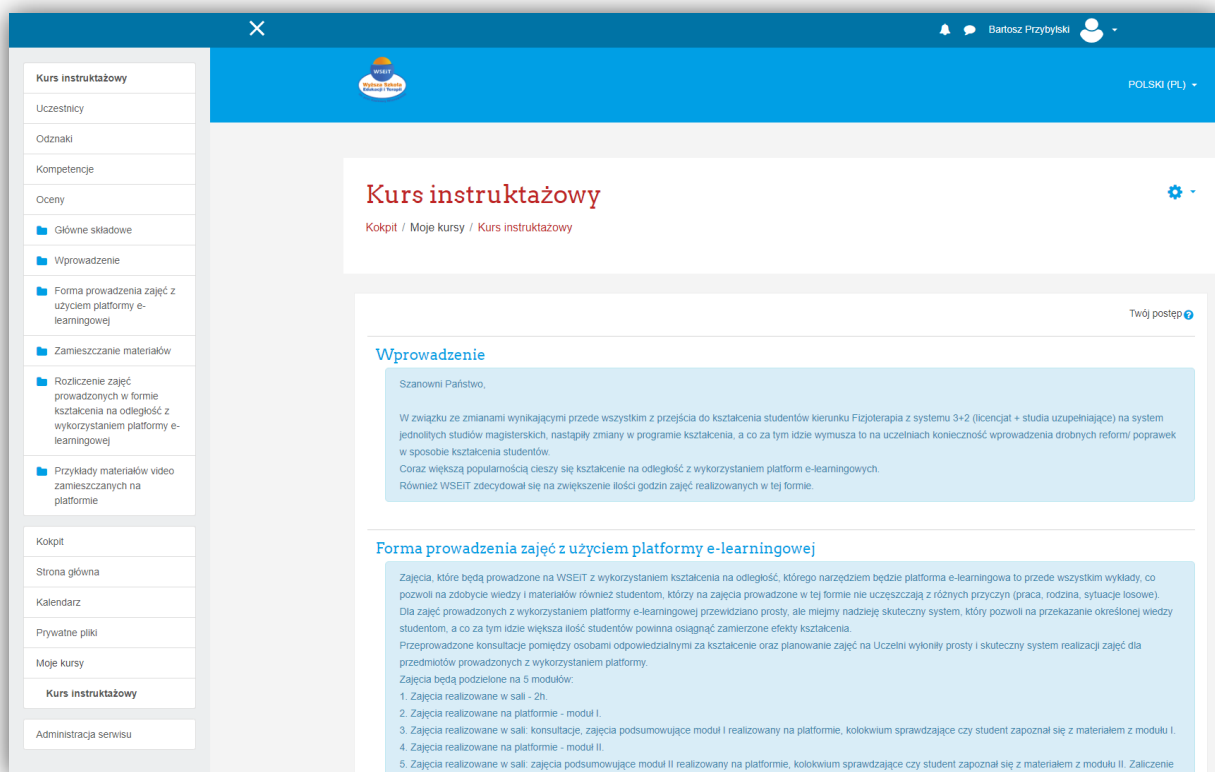 Bartosz Przybylski
WSEiT
Wyższa Szkoła
Edukacji i Terapii
POLSKI (PL)
Kurs instruktażowy
Uczestnicy
Odznaki
Kompetencje
Oceny
Główne składowe
Wprowadzenie
Forma prowadzenia zajęć z
użyciem platformy e-
learningowej
Zamieszczanie materiałów
Rozliczenie zajęć
prowadzonych w formie
kształcenia na odległość z
wykorzystaniem platformy e-
learningowej
Przykłady materiałów video
zamieszczanych na
platformie
Kokpit
Strona główna
Kalendarz
Prywatne pliki
Moje kursy
Kurs instruktażowy
Administracja serwisu
Kurs instruktażowy
Kokpit / Moje kursy / Kurs instruktażowy
Twój postęp
Wprowadzenie
Szanowni Państwo,
W związku ze zmianami wynikającymi przede wszystkim z przejścia do kształcenia studentów kierunku Fizjoterapia z systemu 3+2 (licencjat + studia uzupełniające) na system
jednolitych studiów magisterskich, nastąpiły zmiany w programie kształcenia, a co za tym idzie wymusza to na uczelniach konieczność wprowadzenia drobnych reform/ poprawek
w sposobie kształcenia studentów.
Coraz większą popularnością cieszy się kształcenie na odległość z wykorzystaniem platform e-learningowych.
Również WSEiT zdecydował się na zwiększenie ilości godzin zajęć realizowanych w tej formie.
Forma prowadzenia zajęć z użyciem platformy e-learningowej
Zajęcia, które będą prowadzone na WSEiT z wykorzystaniem kształcenia na odległość, którego narzędziem będzie platforma e-learningowa to przede wszystkim wykłady, co
pozwoli na zdobycie wiedzy i materiałów również studentom, którzy na zajęcia prowadzone w tej formie nie uczęszczają z różnych przyczyn (praca, rodzina, sytuacje losowe).
Dla zajęć prowadzonych z wykorzystaniem platformy e-learningowej przewidziano prosty, ale miejmy nadzieję skuteczny system, który pozwoli na przekazanie określonej wiedzy
studentom, a co za tym idzie większa ilość studentów powinna osiągnąć zamierzone efekty kształcenia.
Przeprowadzone konsultacje pomiędzy osobami odpowiedzialnymi za kształcenie oraz planowanie zajęć na Uczelni wyłoniły prosty i skuteczny system realizacji zajęć dla
przedmiotów prowadzonych z wykorzystaniem platformy.
Zajęcia będą podzielone na 5 modułów:
1. Zajęcia realizowane w sali - 2h.
2. Zajęcia realizowane na platformie - moduł I.
3. Zajęcia realizowane w sali: konsultacje, zajęcia podsumowujące moduł I realizowany na platformie, kolokwium sprawdzające czy student zapoznał się z materiałem z modułu I.
4. Zajęcia realizowane na platformie - moduł II.
5. Zajęcia realizowane w sali: zajęcia podsumowujące moduł II realizowany na platformie, kolokwium sprawdzające czy student zapoznał się z materiałem z modułu II. Zaliczenie